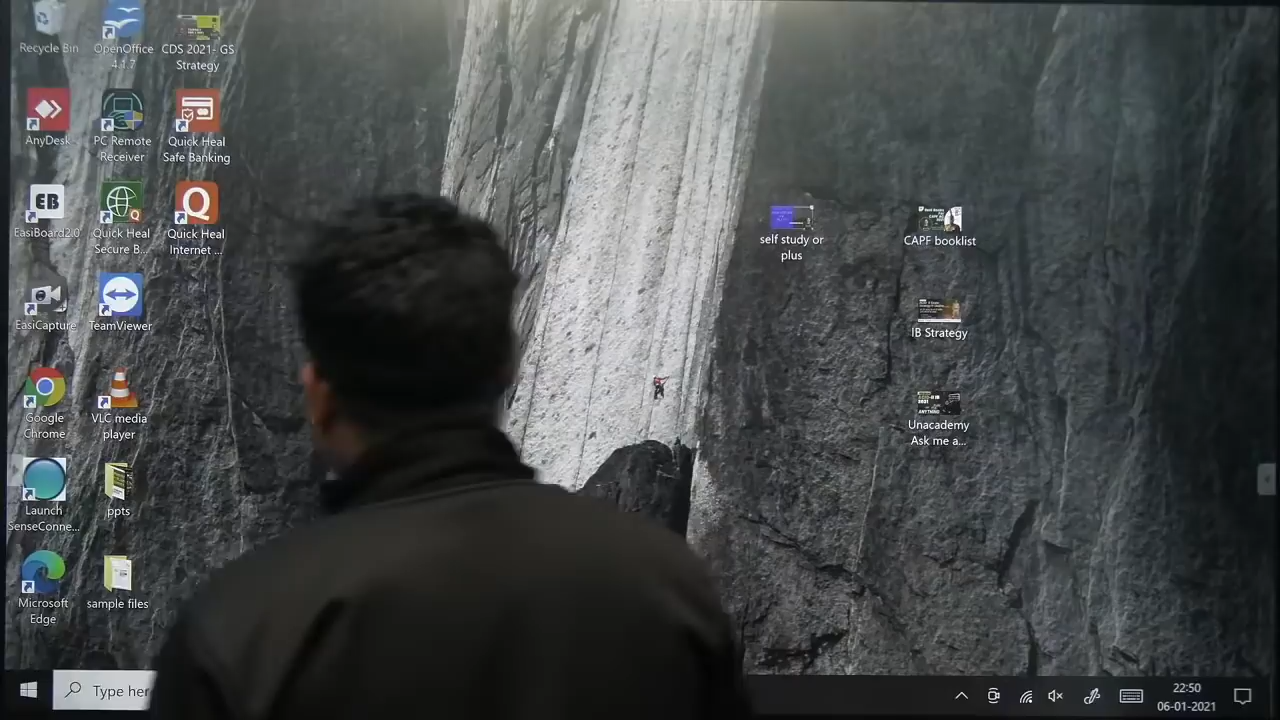 Recycle Bin
OpenOffice
4.1.7
CDS 2021- GS
Strategy
AnyDesk
PC Remote
Receiver
Quick Heal
Safe Banking
EB
EasiBoard2.0
Quick Heal
Secure B...
Q
Quick Heal
Internet ...
EasiCapture
TeamViewer
Google
Chrome
VLC media
player
Launch
SenseConne...
ppts
Microsoft
Edge
sample files
self study or
plus
CAPF booklist
IB Strategy
Unacademy
Ask me a...
Type her
22:50
06-01-2021